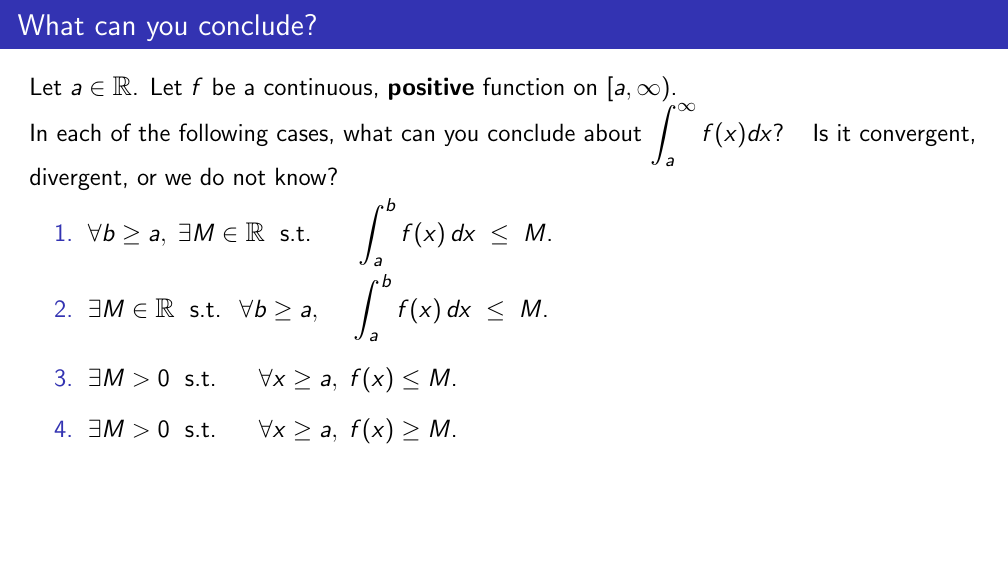 What can you conclude?
Let a ∈ ℝ. Let f be a continuous, positive function on [a, ∞).
In each of the following cases, what can you conclude about ∫_a^∞ f(x)dx? Is it convergent,
divergent, or we do not know?
1. ∀b ≥ a, ∃M ∈ ℝ s.t. ∫_a^b f(x) dx ≤ M.
2. ∃M ∈ ℝ s.t. ∀b ≥ a, ∫_a^b f(x) dx ≤ M.
3. ∃M > 0 s.t. ∀x ≥ a, f(x) ≤ M.
4. ∃M > 0 s.t. ∀x ≥ a, f(x) ≥ M.